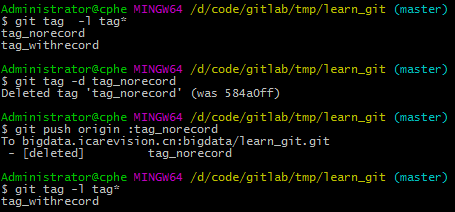 Administrator@cphe MINGW64 /d/code/gitlab/tmp/learn_git (master)
$ git tag  -l tag*
tag_norecord
tag_withrecord
Administrator@cphe MINGW64 /d/code/gitlab/tmp/learn_git (master)
$ git tag -d tag_norecord
Deleted tag 'tag_norecord' (was 584a0ff)
Administrator@cphe MINGW64 /d/code/gitlab/tmp/learn_git (master)
$ git push origin :tag_norecord
To bigdata.icarevision.cn:bigdata/learn_git.git
 - [deleted]         tag_norecord
Administrator@cphe MINGW64 /d/code/gitlab/tmp/learn_git (master)
$ git tag -l tag*
tag_withrecord